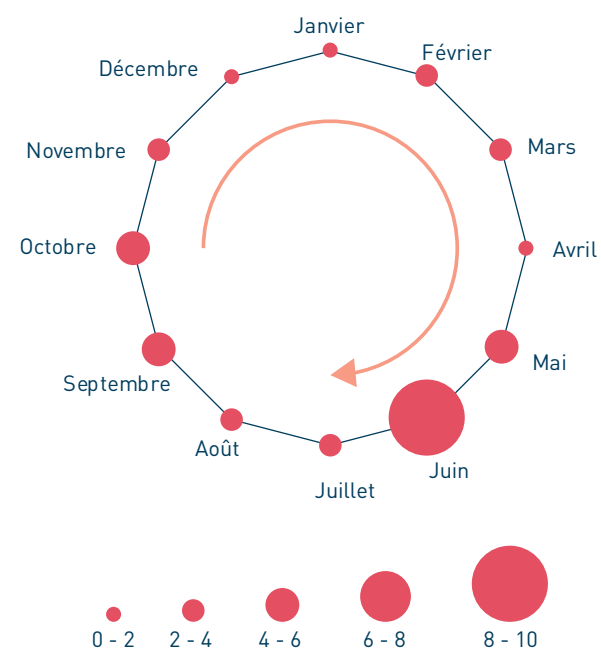 Janvier
Février
Mars
Avril
Mai
Juin
Juillet
Août
Septembre
Octobre
Novembre
Décembre
0 - 2
2 - 4
4 - 6
6 - 8
8 - 10